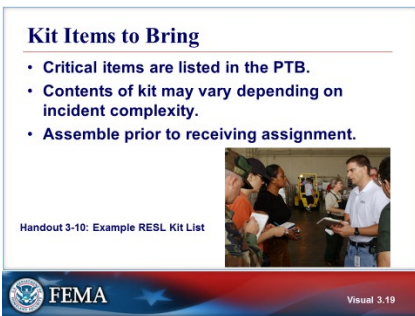 Kit Items to Bring
• Critical items are listed in the PTB.
• Contents of kit may vary depending on
incident complexity.
• Assemble prior to receiving assignment.
Handout 3-10: Example RESL Kit List
FEMA
Visual 3.19